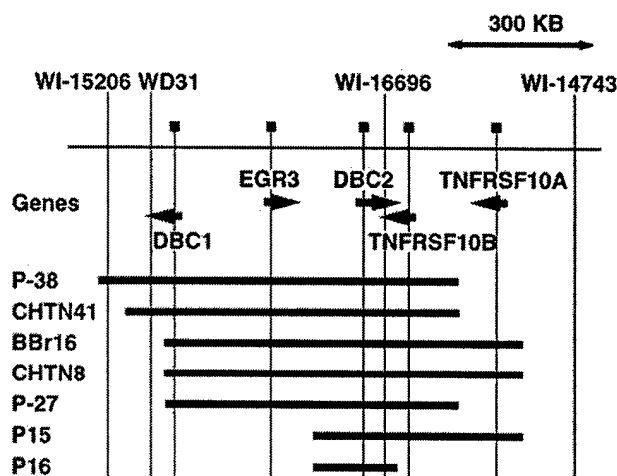 300 KB
WI-15206 WD31 WI-16696 WI-14743
EGR3 DBC2 TNFRSF10A
Genes
DBC1 TNFRSF10B
P-38
CHTN41
BBr16
CHTN8
P-27
P15
P16